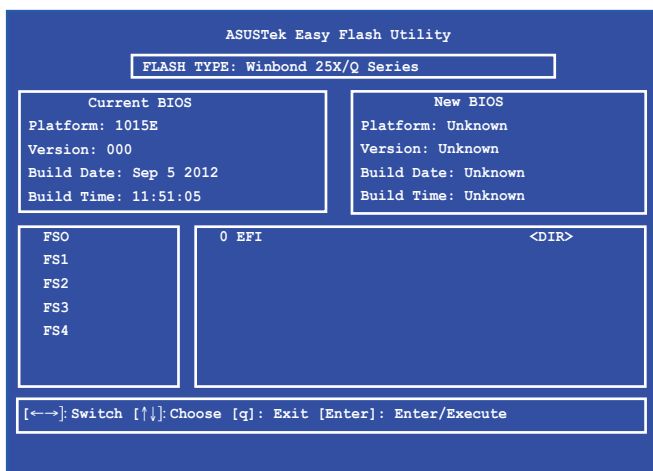 ASUSTek Easy Flash Utility
FLASH TYPE: Winbond 25X/Q Series
Current BIOS
Platform: 1015E
Version: 000
Build Date: Sep 5 2012
Build Time: 11:51:05
New BIOS
Platform: Unknown
Version: Unknown
Build Date: Unknown
Build Time: Unknown
FSO
FS1
FS2
FS3
FS4
0 EFI <DIR>
[←→]: Switch [↑↓]: Choose [q]: Exit [Enter]: Enter/Execute